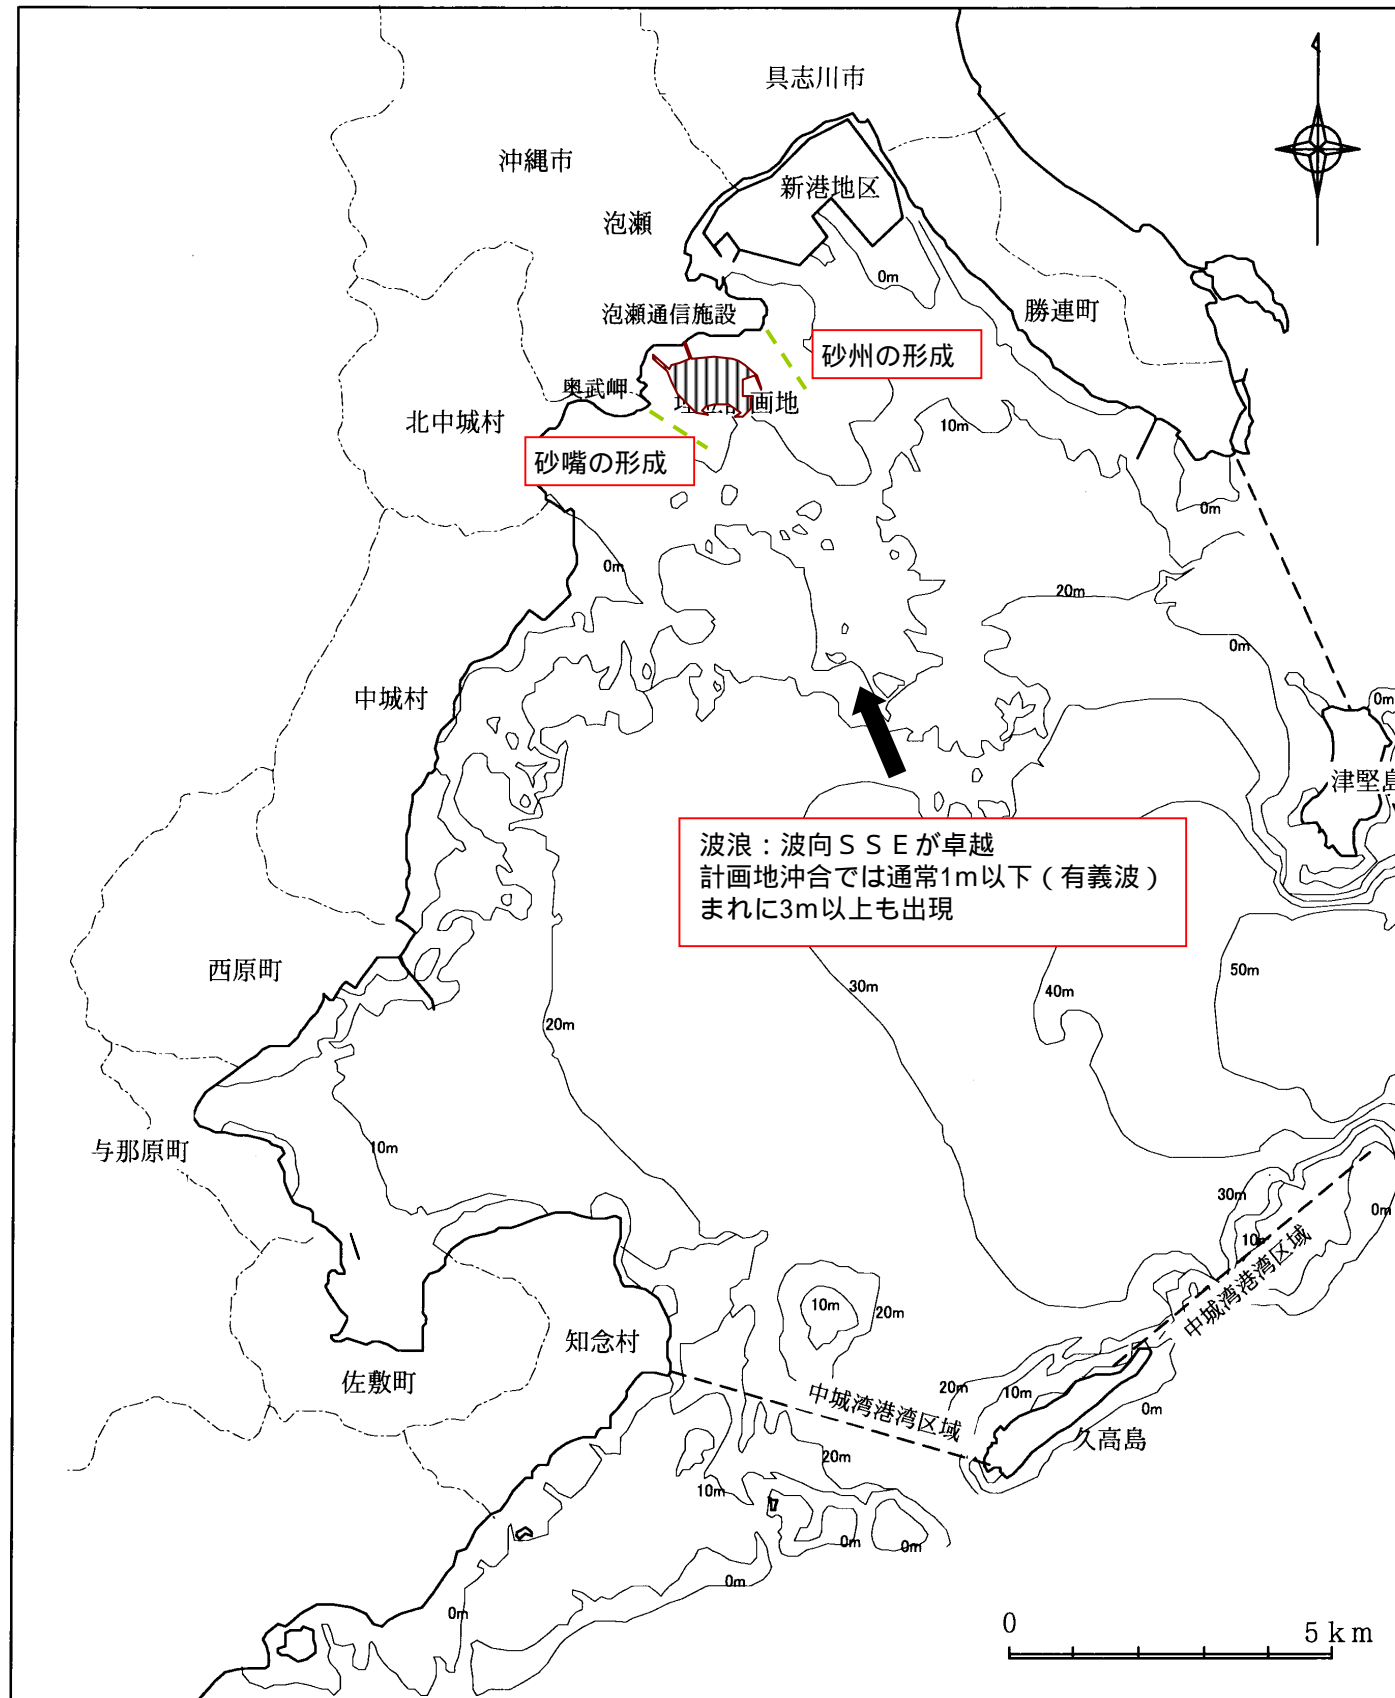 具志川市
沖縄市
新港地区
泡瀬
0m
勝連町
泡瀬通信施設
砂州の形成
奥武岬
画地
北中城村
10m
砂嘴の形成
0m
0m
20m
0m
中城村
0m
津堅島
波浪：波向ＳＳＥが卓越
計画地沖合では通常1m以下（有義波）
まれに3m以上も出現
西原町
50m
30m
40m
20m
与那原町
10m
30m
0m
10m
中城湾港湾区域
10m
20m
知念村
佐敷町
20m
10m
中城湾港湾区域
0m
久高島
20m
10m
0m
0m
0m
0m
0
5km